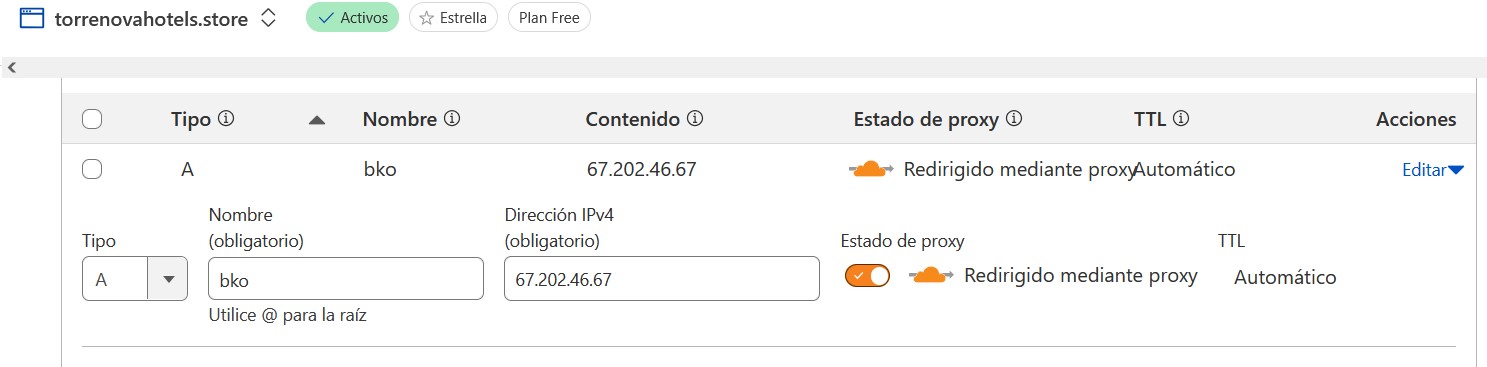 torrenovahotels.store Activos Estrella Plan Free
Tipo Nombre Contenido Estado de proxy TTL Acciones
A bko 67.202.46.67 Redirigido mediante proxy Automático Editar
Nombre Dirección IPv4
Tipo (obligatorio) (obligatorio) Estado de proxy TTL
A bko 67.202.46.67 Redirigido mediante proxy Automático
Utilice @ para la raíz